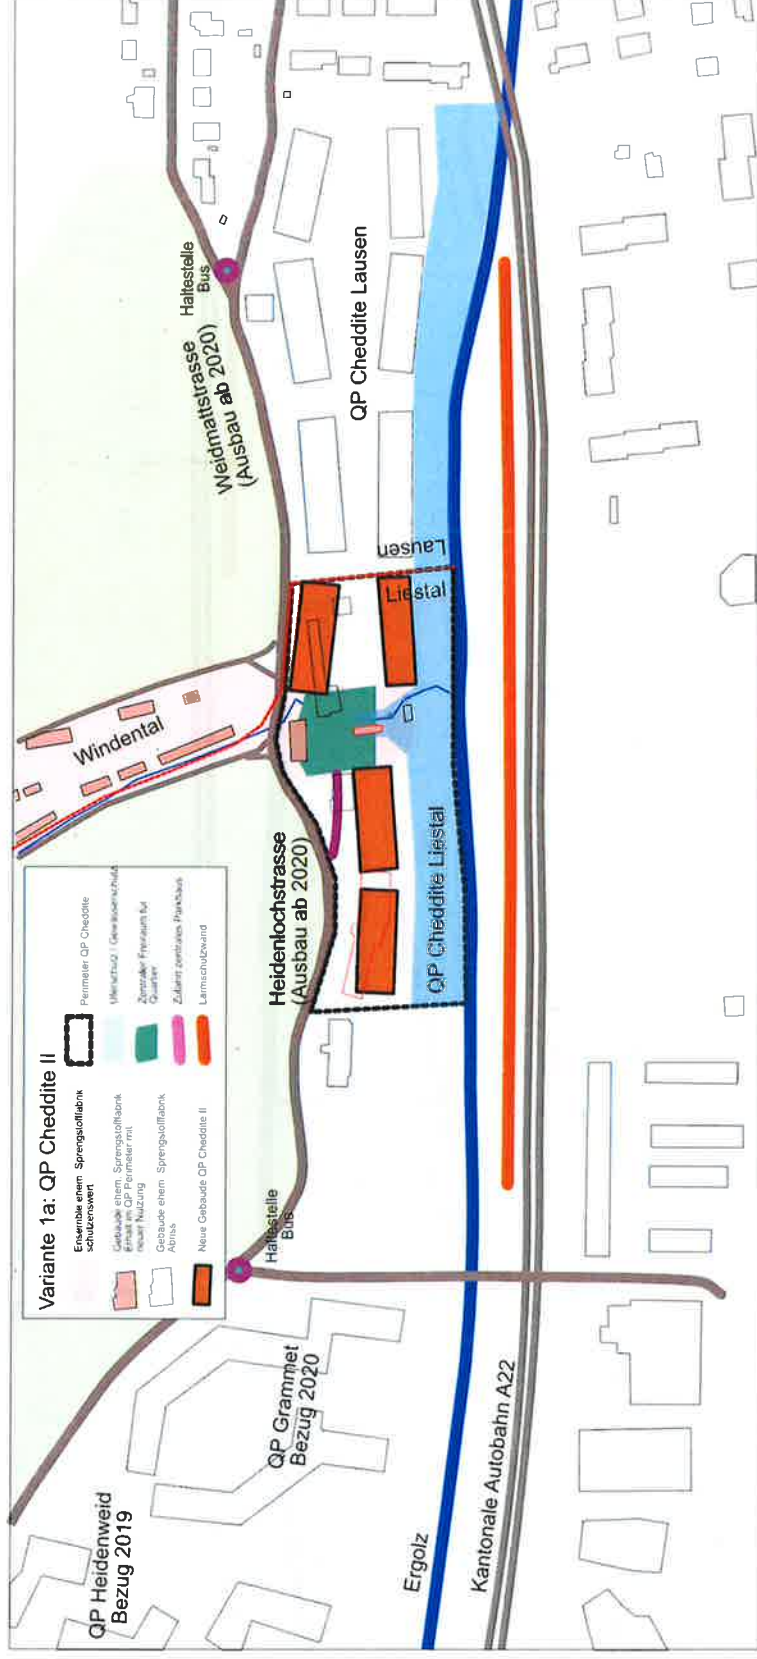 Variante 1a: QP Cheddite II
Ensemble ehem. Sprengstofffabrik
schützenswert
Gebäude ehem. Sprengstofffabrik
Erhalt im QP Perimeter mit
neuer Nutzung
Gebäude ehem. Sprengstofffabrik
Abriss
Neue Gebäude QP Cheddite II
Perimeter QP Cheddite
Uferschutz / Gewässerschutz
Zentraler Freiraum für
Quartier
Zufahrt zentrales Parkhaus
Lärmschutzwand
QP Heidenweid
Bezug 2019
QP Grammet
Bezug 2020
Haltestelle
Bus
Heidenlochstrasse
(Ausbau ab 2020)
Windental
Weidmattstrasse
(Ausbau ab 2020)
Haltestelle
Bus
QP Cheddite Liestal
Liestal
Lausen
QP Cheddite Lausen
Ergolz
Kantonale Autobahn A22